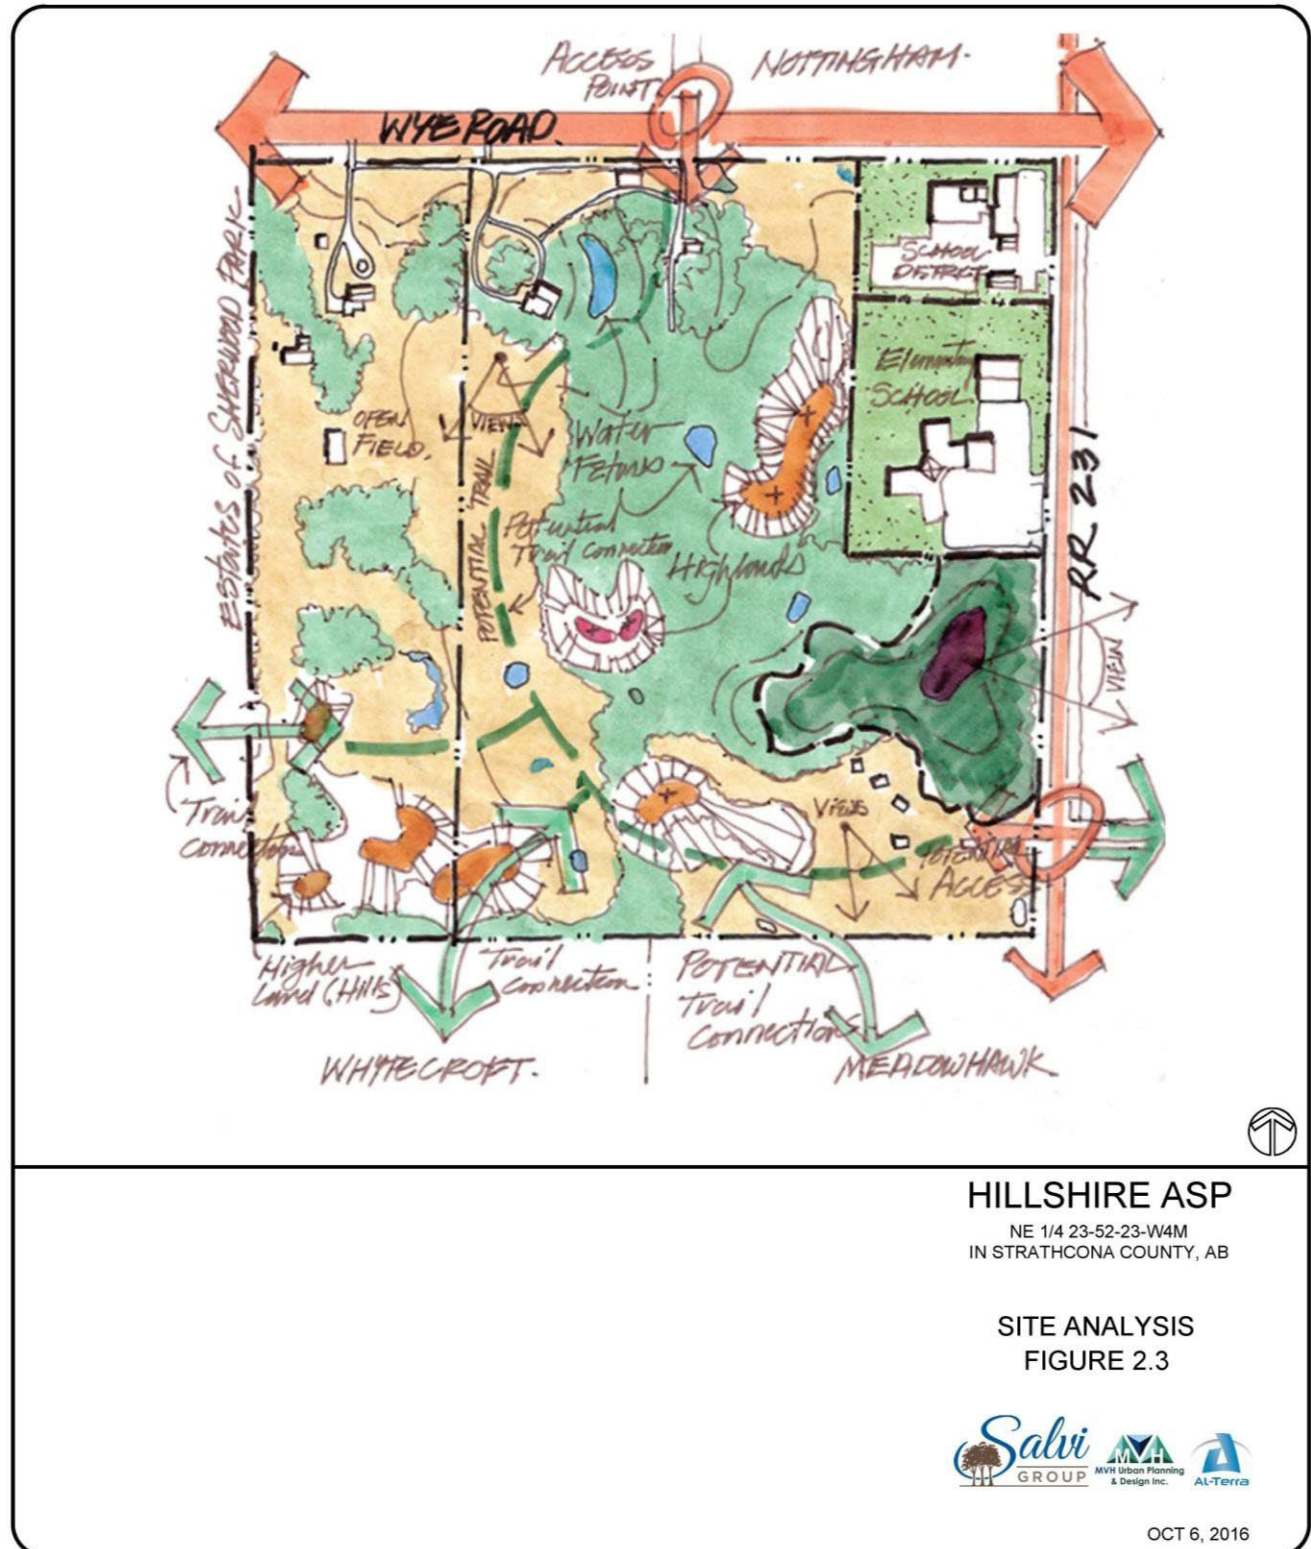 ACCESS
POINT
NOTTINGHAM.
WYE ROAD.
ESTATES of SHERWOOD PARK
SCHOOL
DISTRICT
Elementary
SCHOOL
OPEN
FIELD.
VIEWS
Water
POTENTIAL TRAIL
Potential
Trail Connection
Highlands
RR 231
VIEW
Trail
connection
VIEWS
POTENTIAL
ACCESS
Higher
Land (Hills)
Trail
Connection
POTENTIAL
Trail
Connection
WHYTECROFT.
MEADOWHAWK
HILLSHIRE ASP
NE 1/4 23-52-23-W4M
IN STRATHCONA COUNTY, AB
SITE ANALYSIS
FIGURE 2.3
Salvi
GROUP
MVH
MVH Urban Planning
& Design Inc.
AL-Terra
OCT 6, 2016